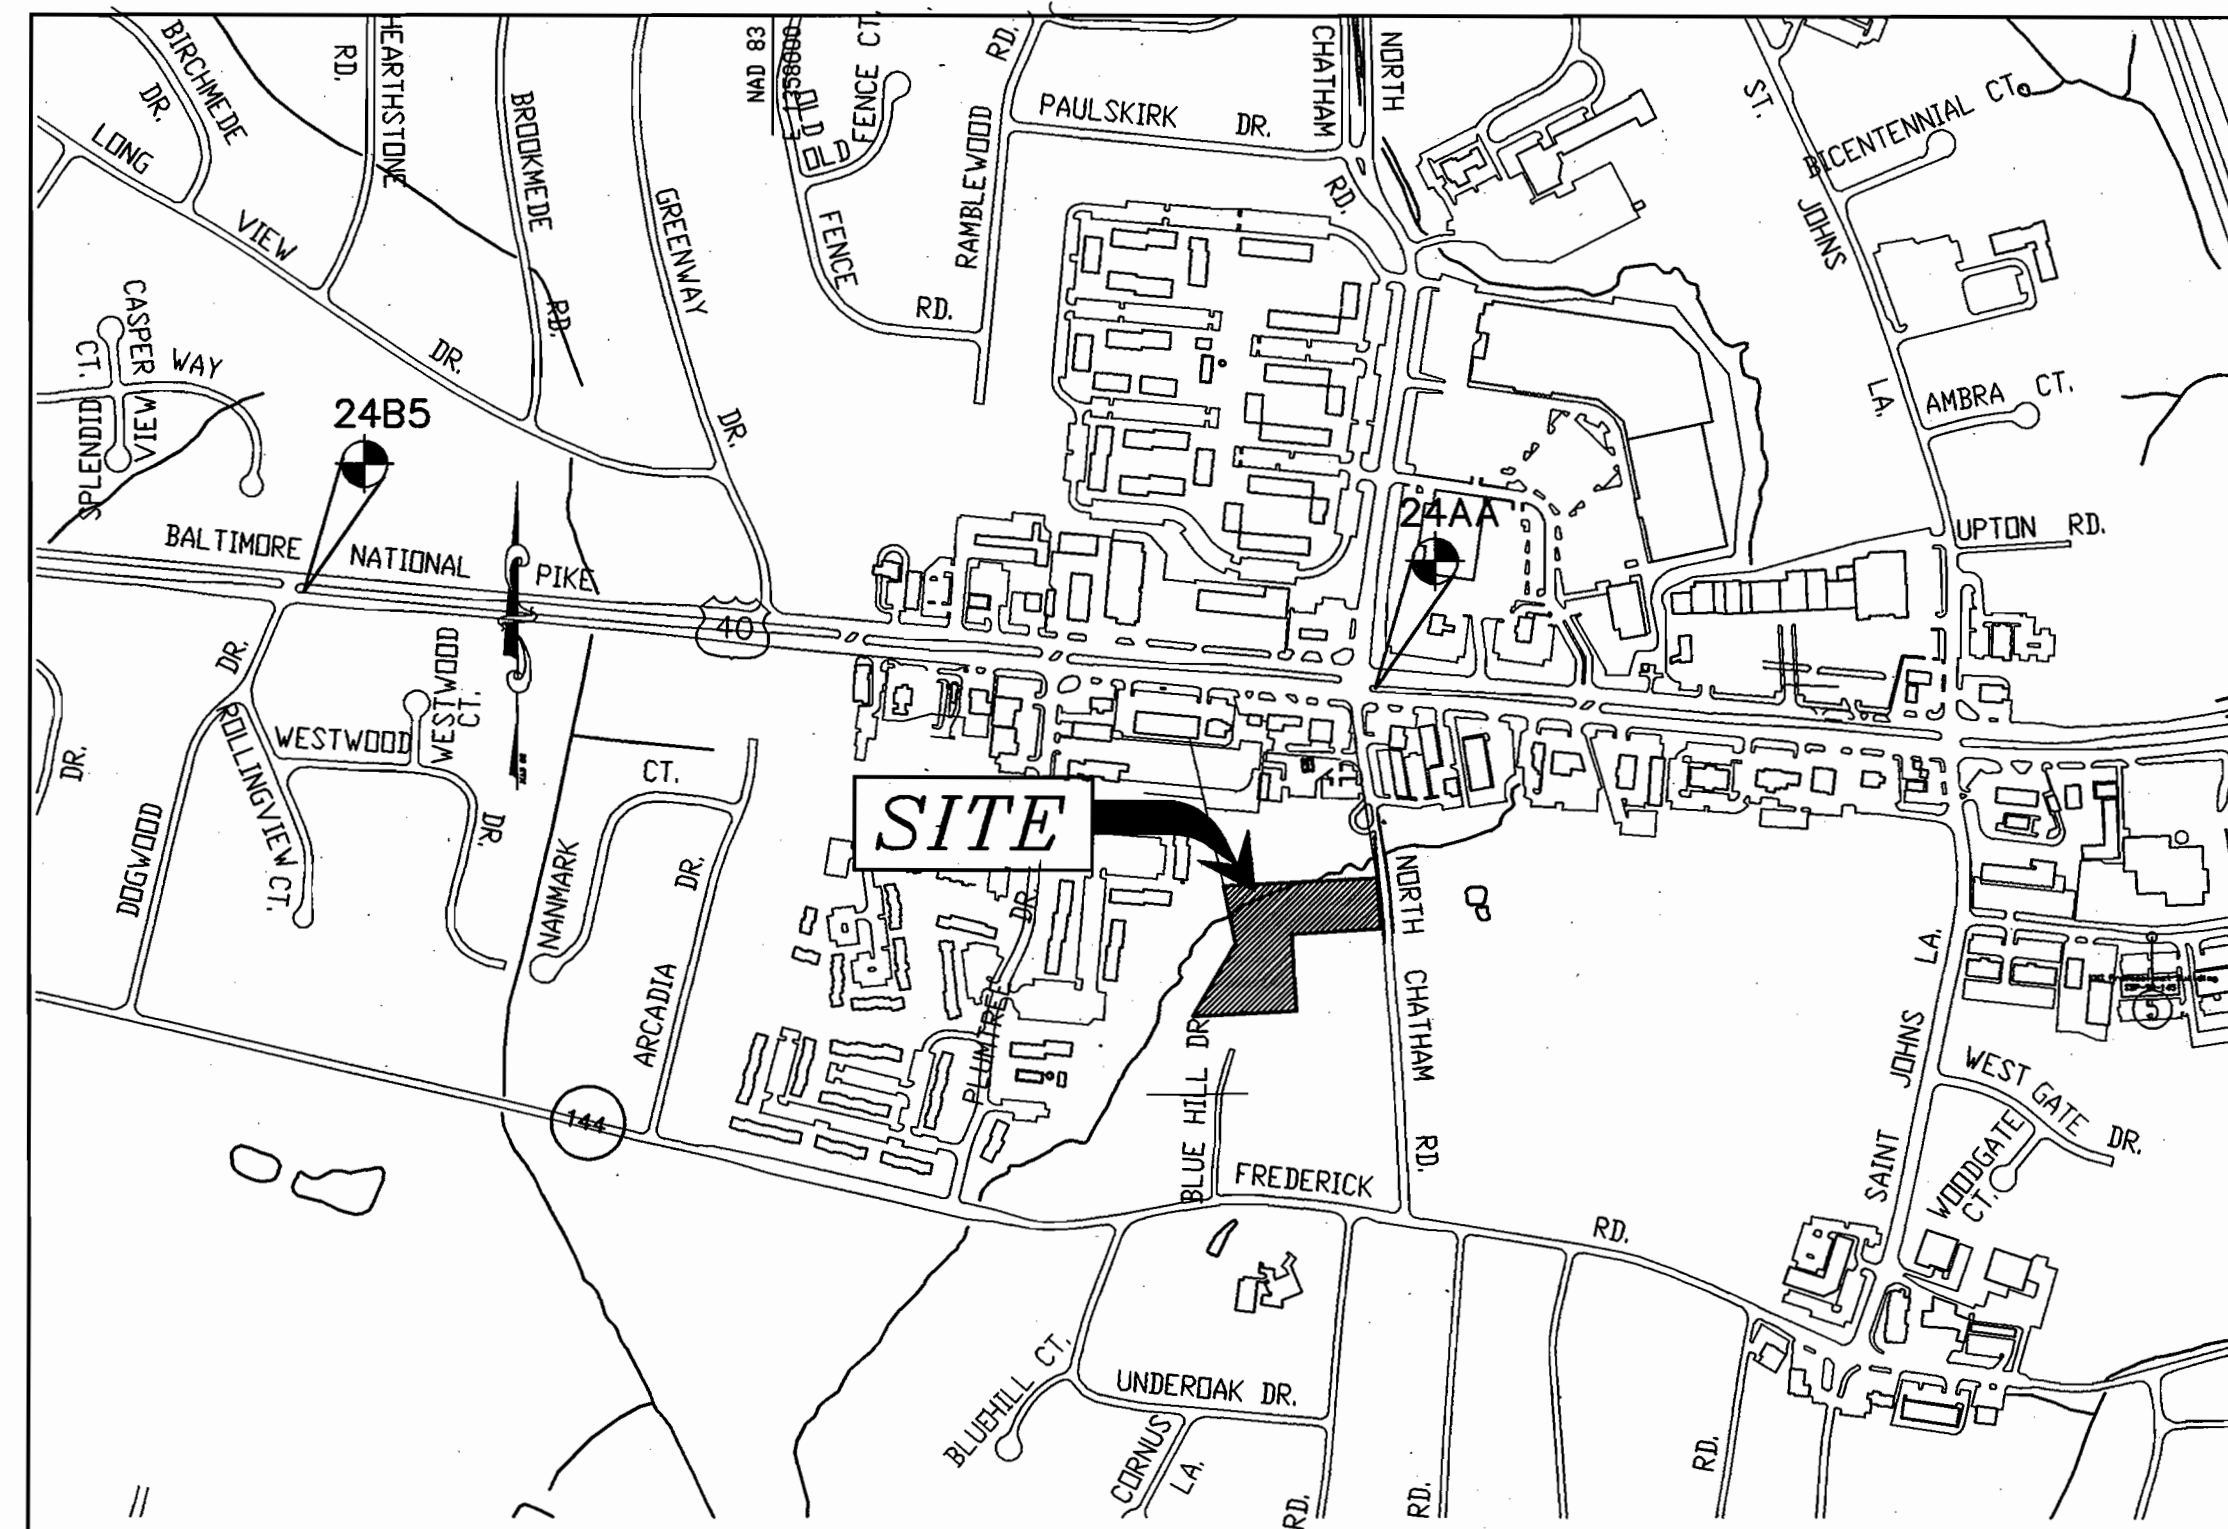 BIRCHMEDE
DR.
HEARTHSTONE
RD.
LONG
VIEW
DR.
BROOKMEDE
RD.
GREENWAY
DR.
NAD 83
E 1358000
OLD
FENCE CT.
OLD
FENCE
RD.
RAMBLEWOOD
RD.
PAULSKIRK DR.
NORTH
CHATHAM
RD.
ST.
JOHNS
LA.
BICENTENNIAL CT.
AMBRA CT.
UPTON RD.
CASPER
VIEW
WAY
SPLENDID
CT.
24B5
24AA
BALTIMORE
NATIONAL
PIKE
40
DR.
DOGWOOD
DR.
ROLLINGVIEW CT.
WESTWOOD
DR.
WESTWOOD
CT.
NANMARK
CT.
ARCADIA
DR.
SITE
PLUMTREE
DR.
BLUE HILL DR.
NORTH
CHATHAM
RD.
SAINT
JOHNS
LA.
WEST GATE DR.
WOODGATE
CT.
144
FREDERICK
RD.
BLUEHILL CT.
UNDEROAK DR.
CORNUS
LA.
RD.
RD.
RD.